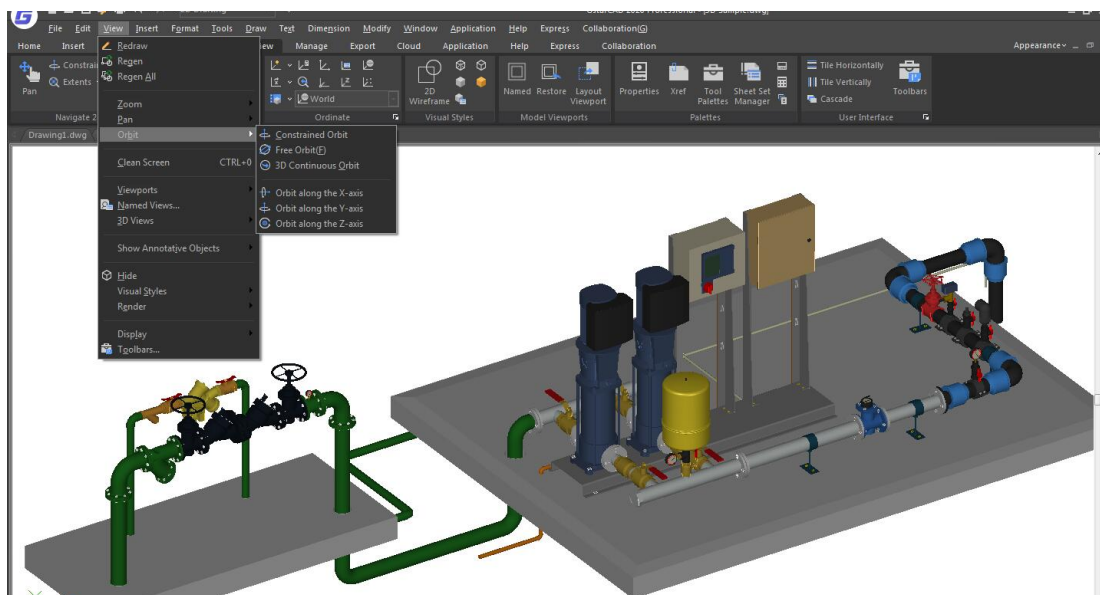 File Edit View Insert Format Tools Draw Text Dimension Modify Window Application Help Express Collaboration(G)
Home Insert Manage Export Cloud Application Help Express Collaboration Appearance
Redraw
Regen
Regen All
Zoom
Pan
Orbit
Clean Screen CTRL+0
Viewports
Named Views...
3D Views
Show Annotative Objects
Hide
Visual Styles
Render
Display
Toolbars...
Constrained Orbit
Free Orbit(F)
3D Continuous Orbit
Orbit along the X-axis
Orbit along the Y-axis
Orbit along the Z-axis
Pan
Extents
World
Ordinate
2D
Wireframe
Visual Styles
Named Restore Layout
Viewport
Model Viewports
Properties Xref Tool
Palettes Sheet Set
Manager
Palettes
Tile Horizontally
Tile Vertically
Cascade
Toolbars
User Interface
Drawing1.dwg